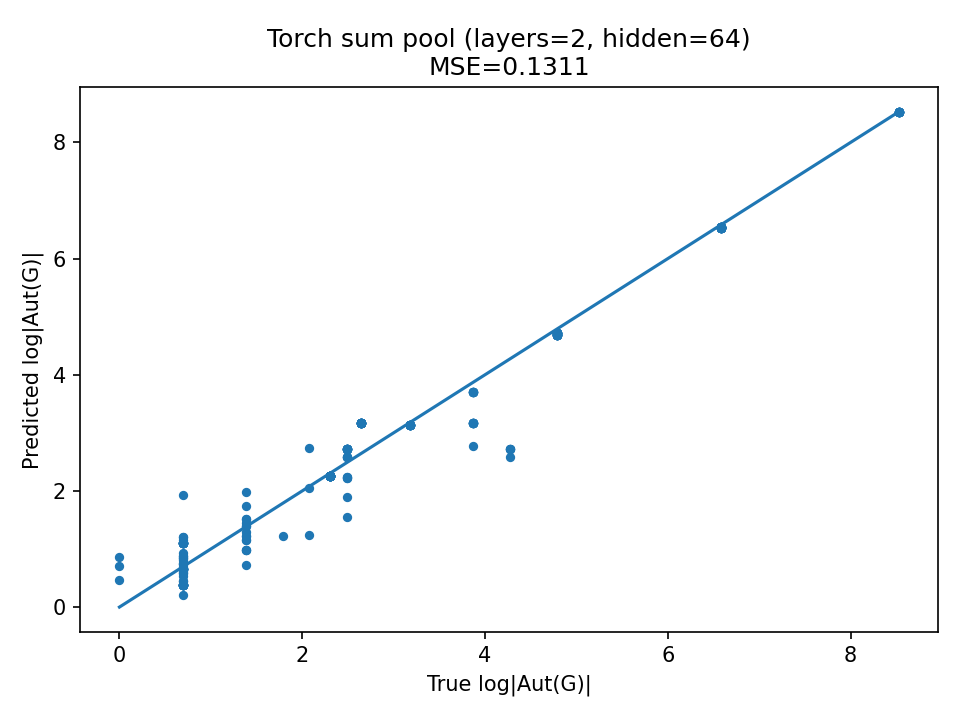 Torch sum pool (layers=2, hidden=64)
MSE=0.1311
8
6
4
2
0
Predicted log|Aut(G)|
0 2 4 6 8
True log|Aut(G)|